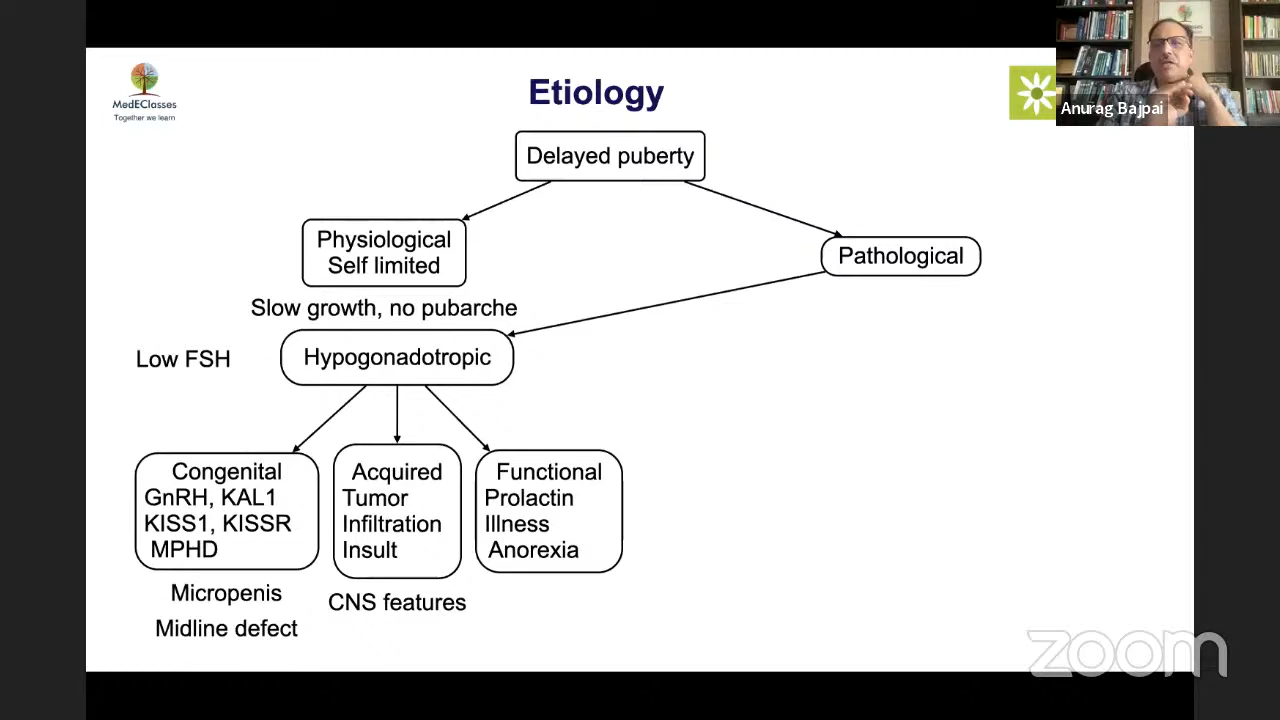 MedEClasses
Together we learn
Etiology
Anurag Bajpai
Delayed puberty
Physiological
Self limited
Pathological
Slow growth, no pubarche
Low FSH
Hypogonadotropic
Congenital
GnRH, KAL1
KISS1, KISSR
MPHD
Acquired
Tumor
Infiltration
Insult
Functional
Prolactin
Illness
Anorexia
Micropenis
Midline defect
CNS features
zoom